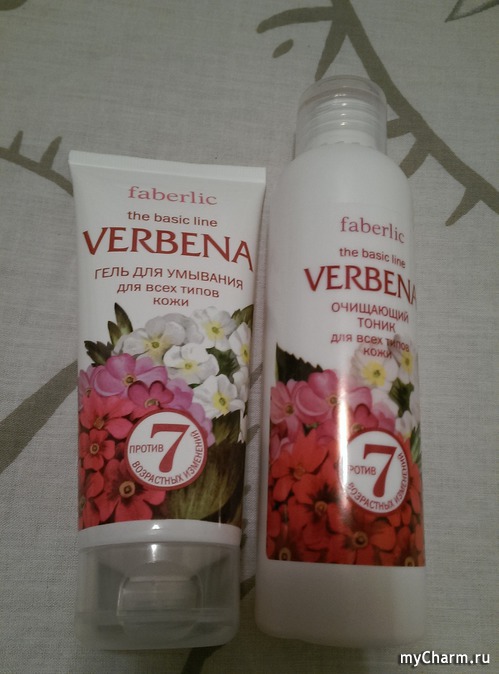 faberlic
the basic line
VERBENA
ГЕЛЬ ДЛЯ УМЫВАНИЯ
для всех типов
кожи
ПРОТИВ 7
ВОЗРАСТНЫХ ИЗМЕНЕНИЙ
faberlic
the basic line
VERBENA
ОЧИЩАЮЩИЙ
ТОНИК
для всех типов
кожи
ПРОТИВ 7
ВОЗРАСТНЫХ ИЗМЕНЕНИЙ
myCharm.ru